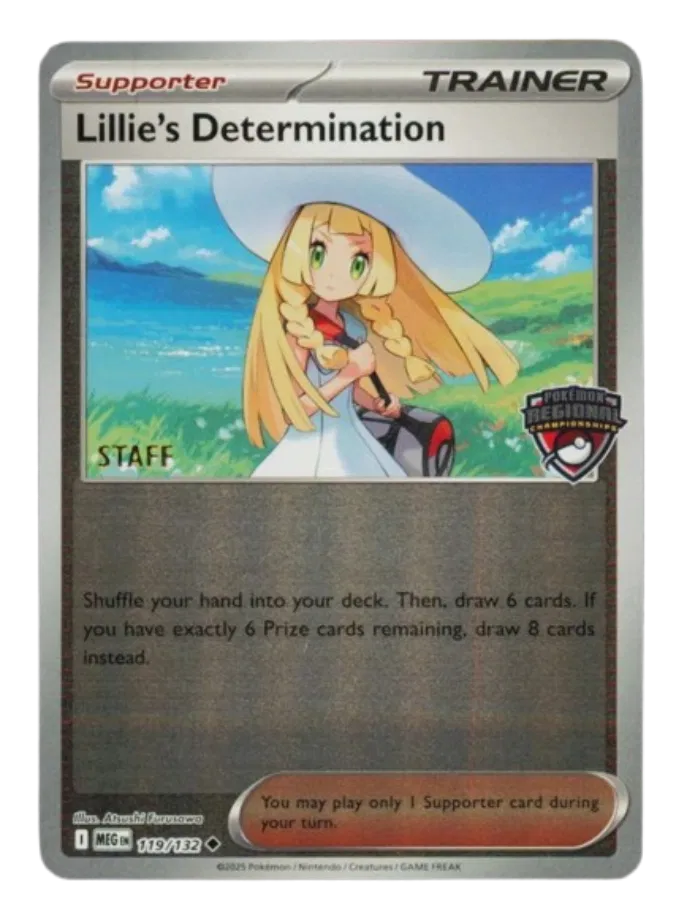 Supporter
TRAINER
Lillie's Determination
POKÉMON
REGIONAL
CHAMPIONSHIPS
STAFF
Shuffle your hand into your deck. Then, draw 6 cards. If
you have exactly 6 Prize cards remaining, draw 8 cards
instead.
You may play only 1 Supporter card during
your turn.
Illus. Atsushi Furusawa
I MEG EN 119/132
©2025 Pokémon / Nintendo / Creatures / GAME FREAK